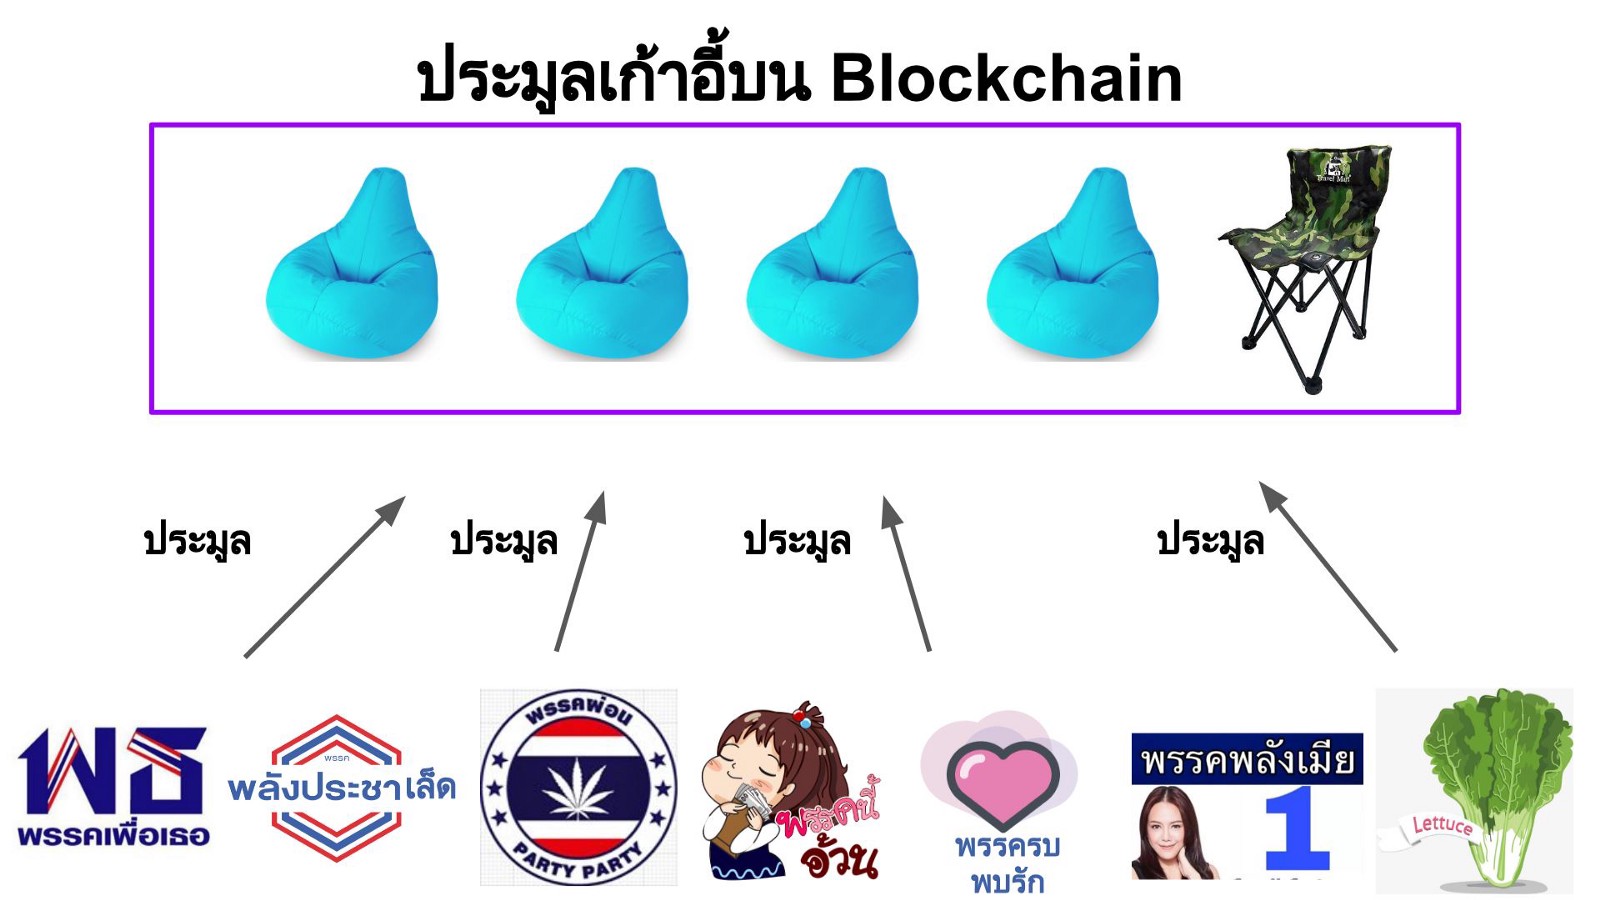 ประมูลเก้าอี้บน Blockchain
Travel Man
ประมูล
ประมูล
ประมูล
ประมูล
พธ
พรรคเพื่อเธอ
พรรค
พลังประชาเล็ด
พรรคผ่อน
PARTY PARTY
พรรคนี้
อ้วน
พรรครบ
พบรัก
พรรคพลังเมีย
1
Lettuce